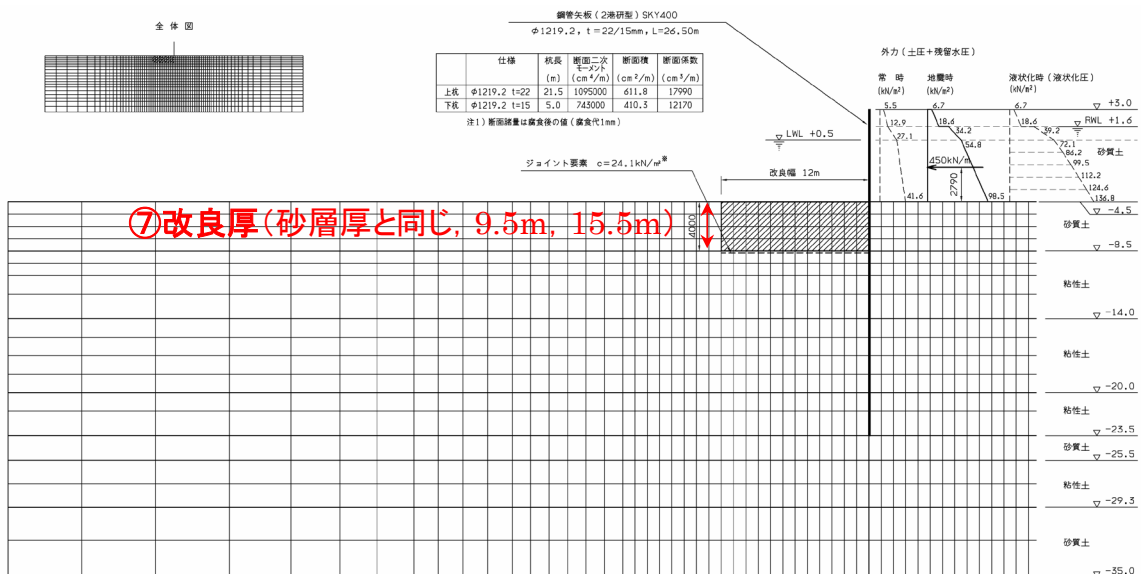 全体図
鋼管矢板（2港研型）SKY400
φ1219.2，t=22/15mm，L=26.50m
仕様 杭長 断面二次モーメント 断面積 断面係数
(m) (cm⁴/m) (cm²/m) (cm³/m)
上杭 φ1219.2 t=22 21.5 1095000 611.8 17990
下杭 φ1219.2 t=15 5.0 743000 410.3 12170
注1）断面諸量は腐食後の値（腐食代1mm）
外力（土圧+残留水圧）
常時 地震時 液状化時（液状化圧）
(kN/m²) (kN/m²) (kN/m²)
5.5 6.7 6.7 +3.0
12.9 18.6 18.6 RWL +1.6
27.1 34.2 39.2
LWL +0.5
54.8 72.1
86.2 砂質土
99.5
450kN/m
112.2
2790
124.6
41.6 98.5 136.8
-4.5
ジョイント要素 c=24.1kN/㎡※
改良幅 12m
⑦改良厚(砂層厚と同じ, 9.5m, 15.5m)
4000
砂質土
-8.5
粘性土
-14.0
粘性土
-20.0
粘性土
-23.5
砂質土
-25.5
粘性土
-29.3
砂質土
-35.0